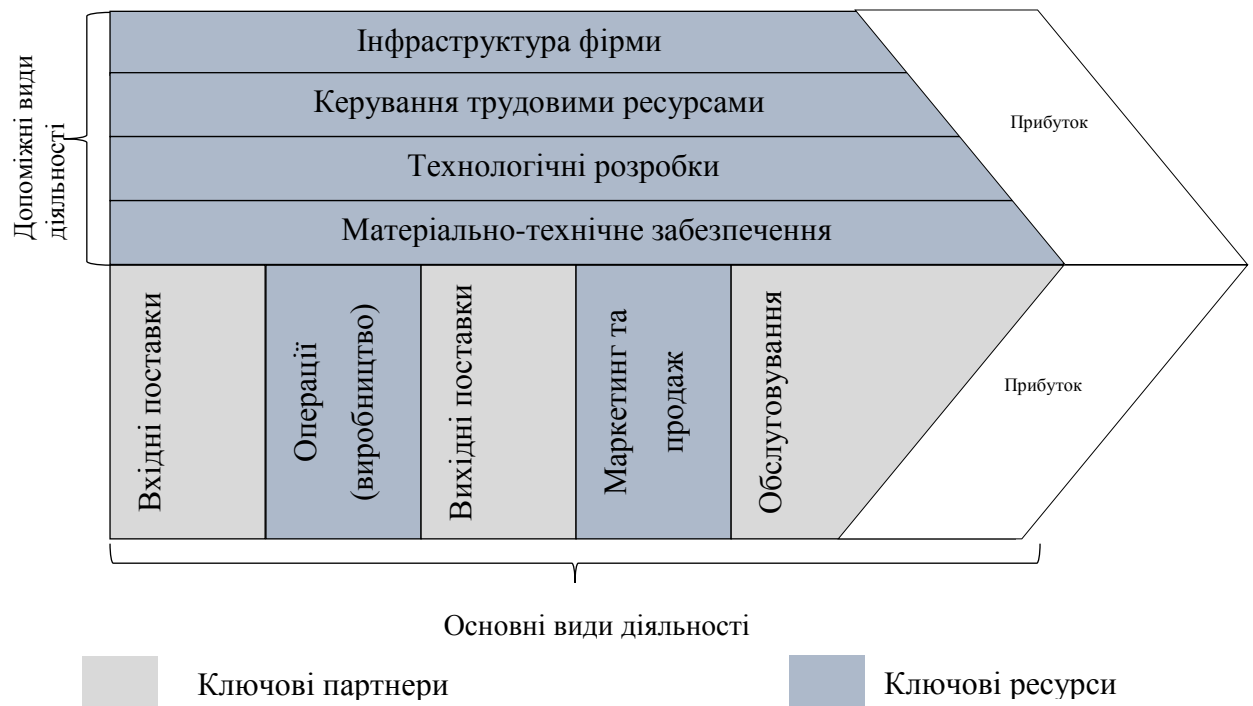 Допоміжні види
діяльності
Інфраструктура фірми
Керування трудовими ресурсами
Технологічні розробки
Матеріально-технічне забезпечення
Прибуток
Вхідні поставки
Операції
(виробництво)
Вихідні поставки
Маркетинг та
продаж
Обслуговування
Прибуток
Основні види діяльності
Ключові партнери
Ключові ресурси